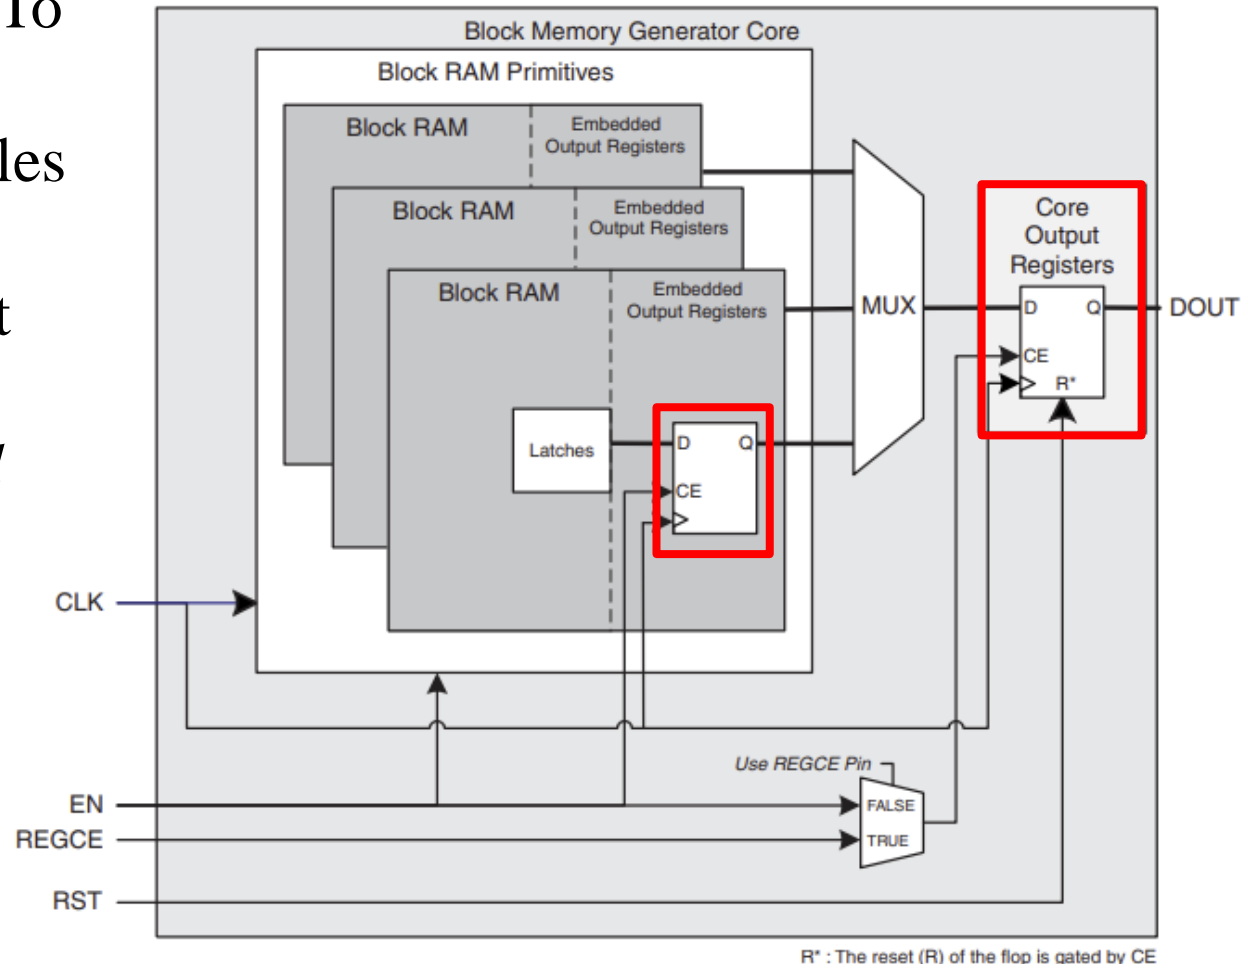 To
les
t
Block Memory Generator Core
Block RAM Primitives
Block RAM
Embedded
Output Registers
Block RAM
Embedded
Output Registers
Block RAM
Embedded
Output Registers
Latches
D Q
CE
MUX
Core
Output
Registers
D Q
CE
R*
DOUT
CLK
Use REGCE Pin
EN
FALSE
REGCE
TRUE
RST
R* : The reset (R) of the flop is gated by CE